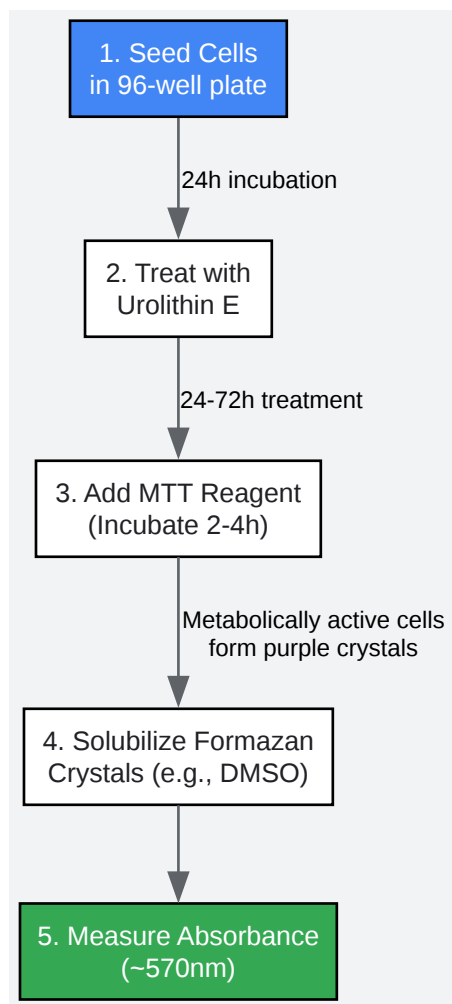 1. Seed Cells
in 96-well plate
24h incubation
2. Treat with
Urolithin E
24-72h treatment
3. Add MTT Reagent
(Incubate 2-4h)
Metabolically active cells
form purple crystals
4. Solubilize Formazan
Crystals (e.g., DMSO)
5. Measure Absorbance
(~570nm)